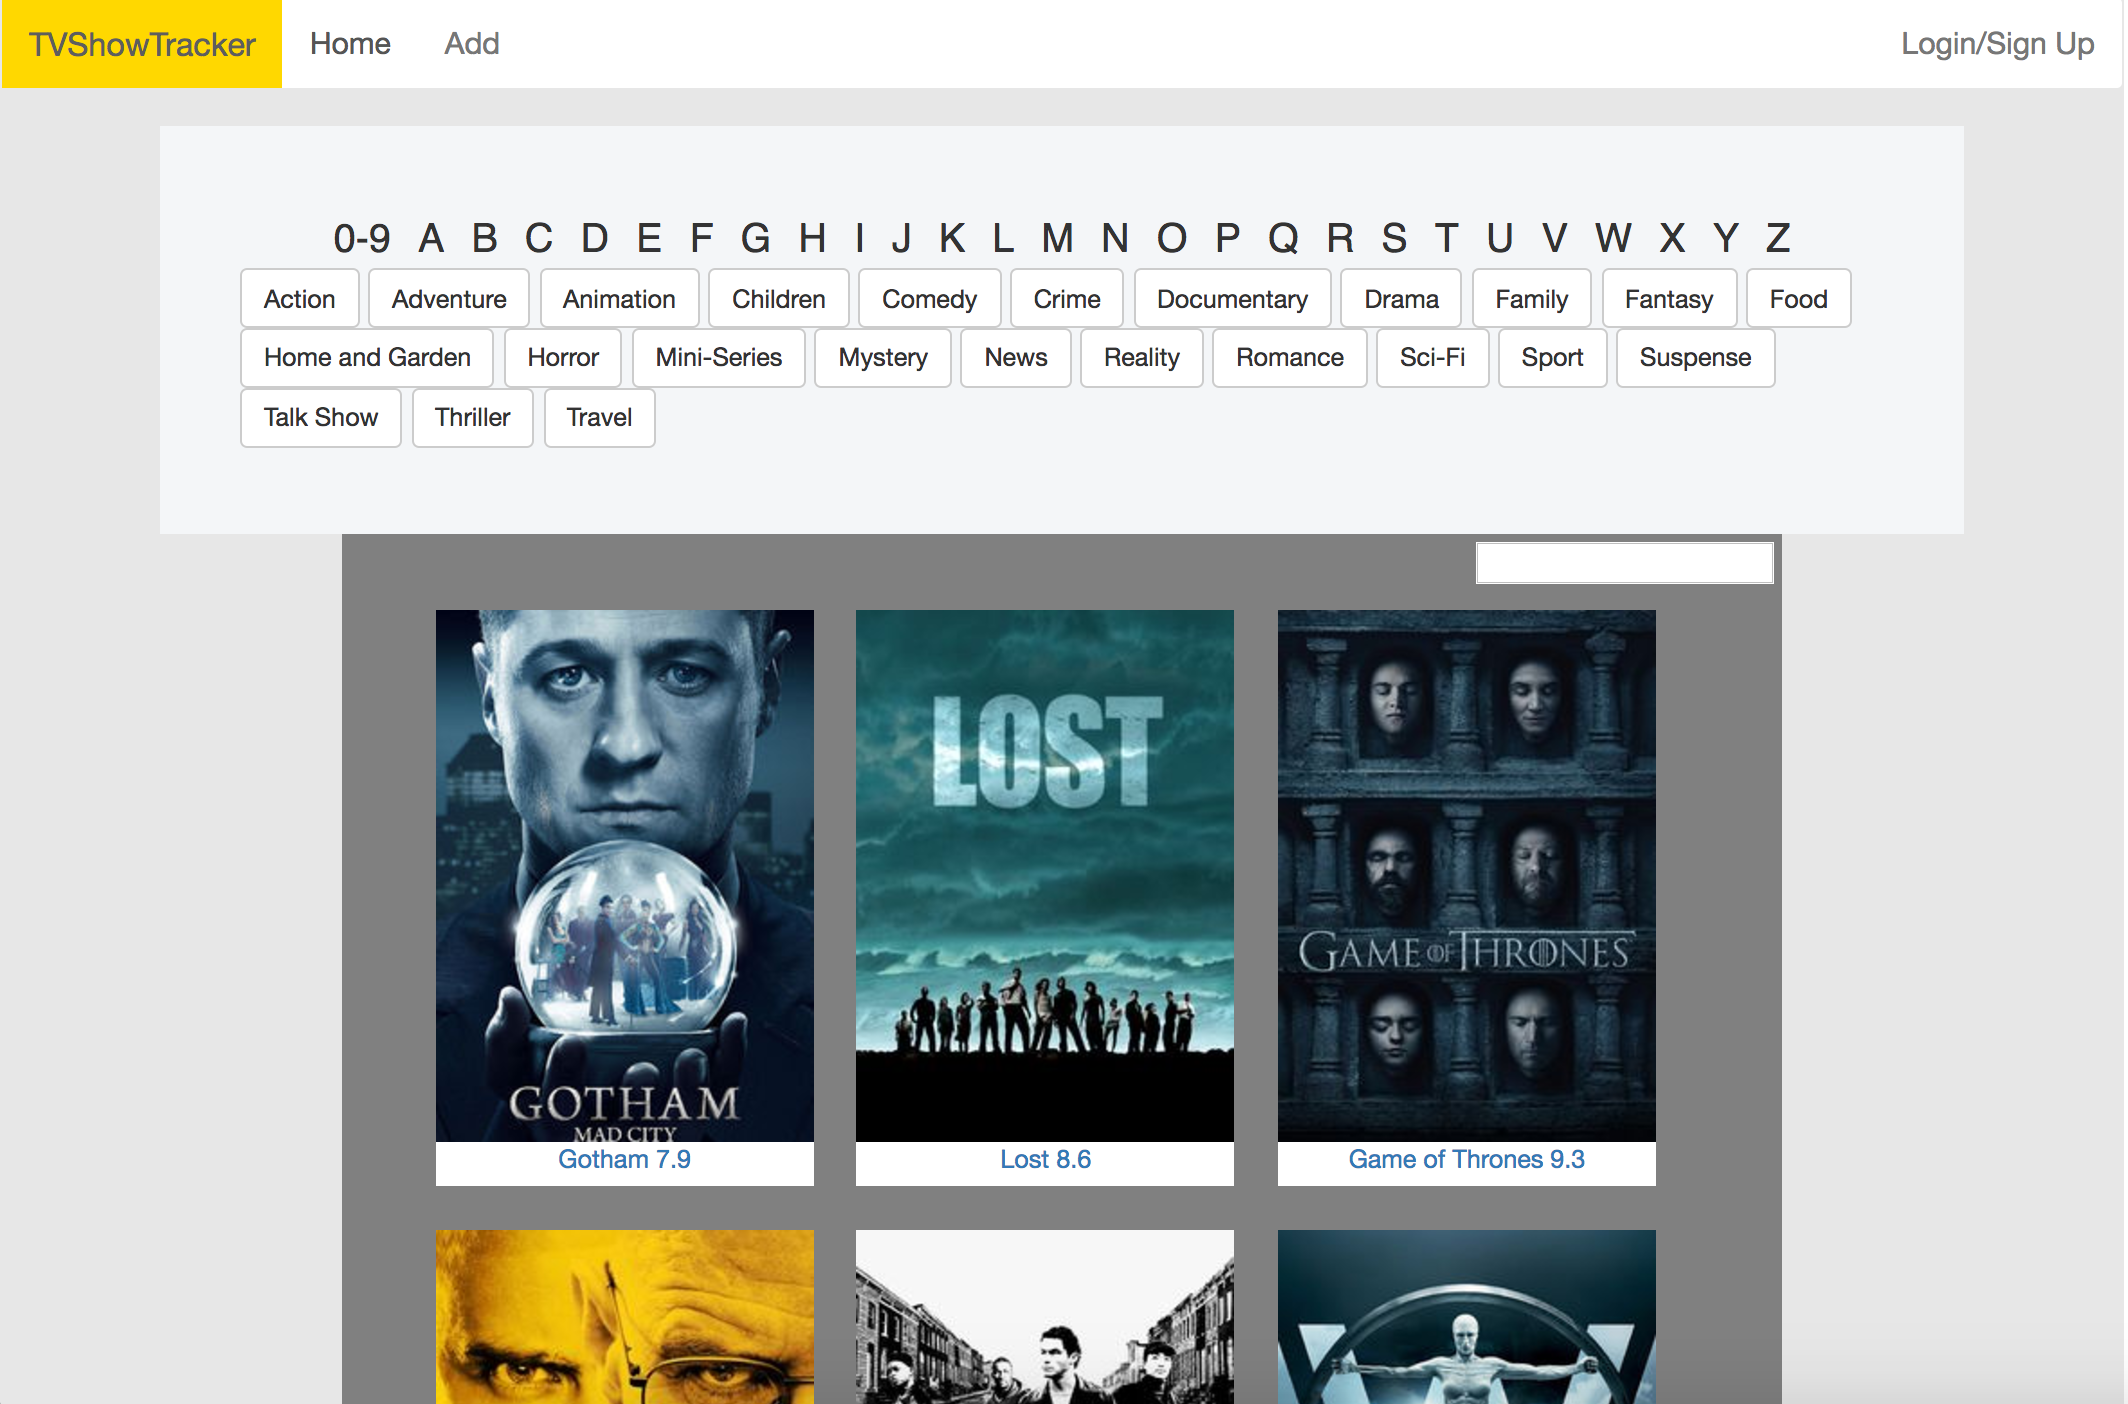 TVShowTracker Home Add Login/Sign Up
0-9 A B C D E F G H I J K L M N O P Q R S T U V W X Y Z
Action Adventure Animation Children Comedy Crime Documentary Drama Family Fantasy Food
Home and Garden Horror Mini-Series Mystery News Reality Romance Sci-Fi Sport Suspense
Talk Show Thriller Travel
LOST
GAME OF THRONES
GOTHAM
MAD CITY
Gotham 7.9 Lost 8.6 Game of Thrones 9.3